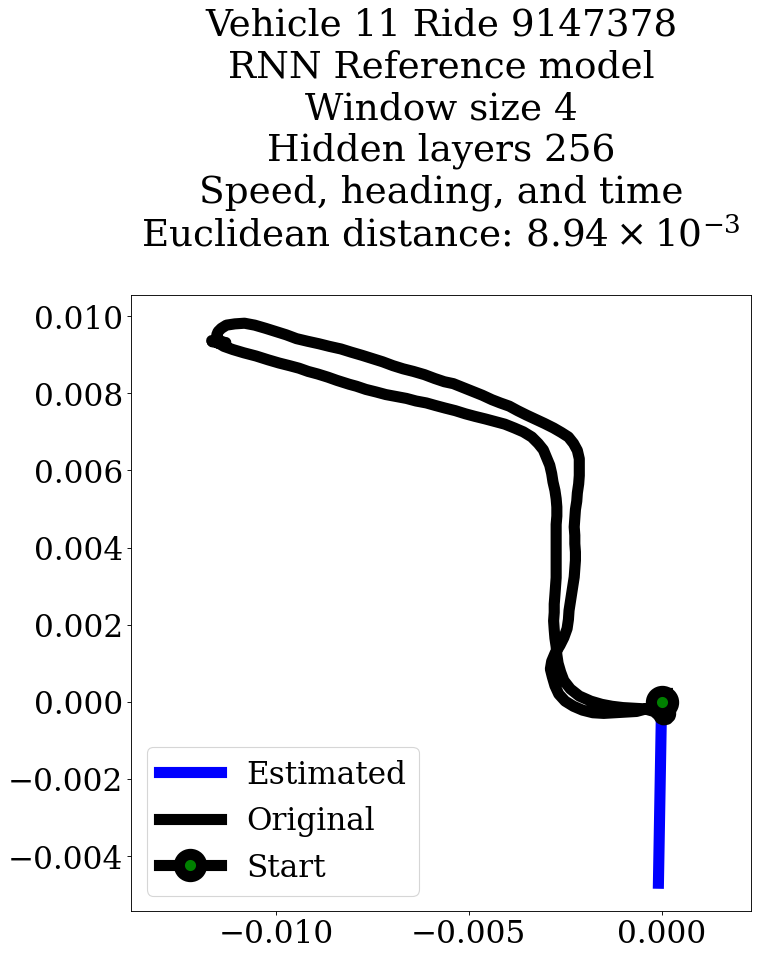 Vehicle 11 Ride 9147378
RNN Reference model
Window size 4
Hidden layers 256
Speed, heading, and time
Euclidean distance: 8.94 × 10⁻³
0.010
0.008
0.006
0.004
0.002
0.000
−0.002
−0.004
Estimated
Original
Start
−0.010 −0.005 0.000